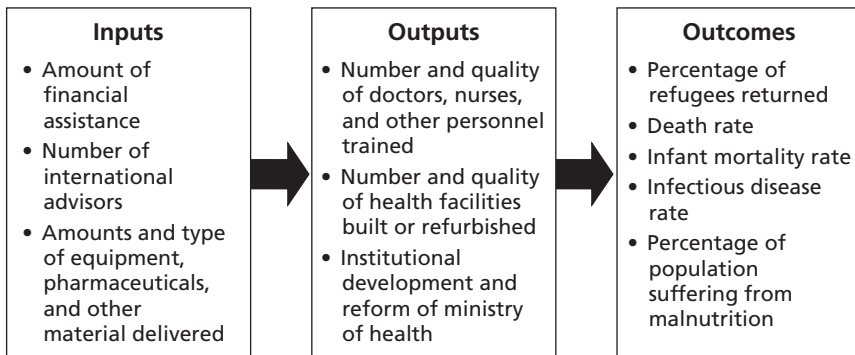 Inputs
• Amount of
financial
assistance
• Number of
international
advisors
• Amounts and type
of equipment,
pharmaceuticals,
and other
material delivered
Outputs
• Number and quality
of doctors, nurses,
and other personnel
trained
• Number and quality
of health facilities
built or refurbished
• Institutional
development and
reform of ministry
of health
Outcomes
• Percentage of
refugees returned
• Death rate
• Infant mortality rate
• Infectious disease
rate
• Percentage of
population
suffering from
malnutrition